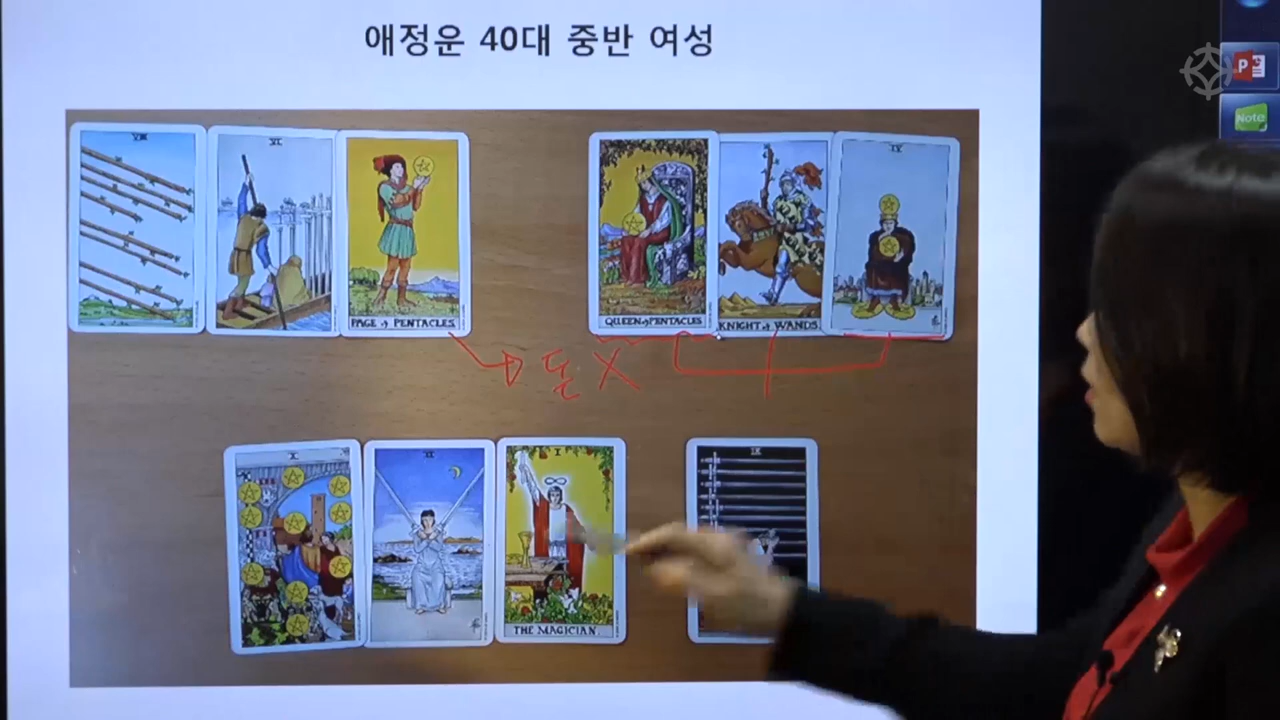 애정운 40대 중반 여성
VIII
VI
PAGE of PENTACLES
QUEEN of PENTACLES
KNIGHT of WANDS
IV
돈 X
X
II
I
THE MAGICIAN.
IX
P
Note